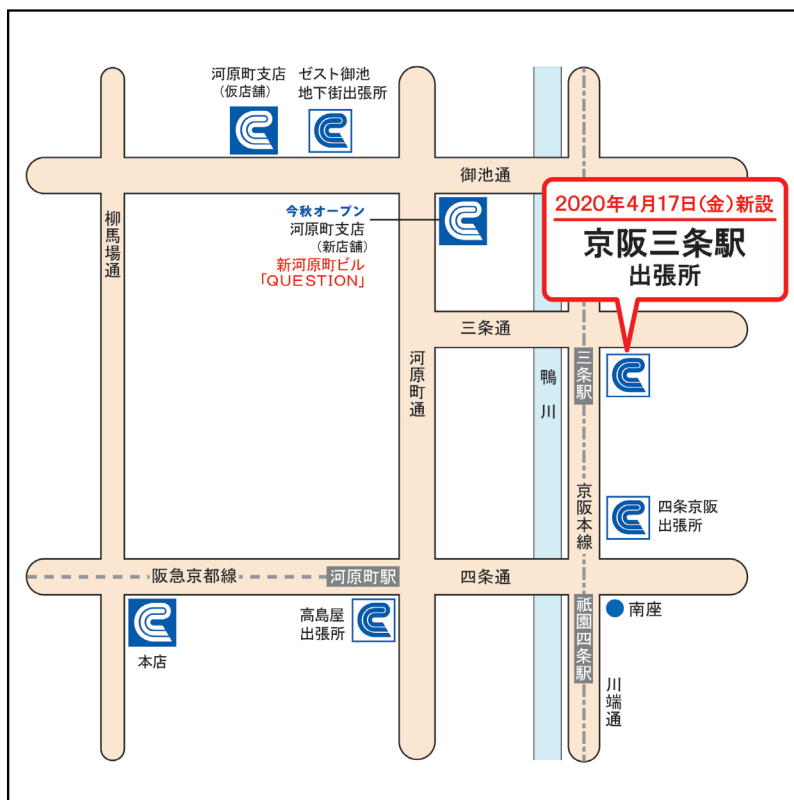 河原町支店
（仮店舗）
ゼスト御池
地下街出張所
御池通
柳馬場通
今秋オープン
河原町支店
（新店舗）
新河原町ビル
「QUESTION」
2020年4月17日（金）新設
京阪三条駅
出張所
三条通
河原町通
鴨川
三条駅
京阪本線
四条京阪
出張所
阪急京都線
河原町駅
四条通
本店
高島屋
出張所
祇園四条駅
南座
川端通